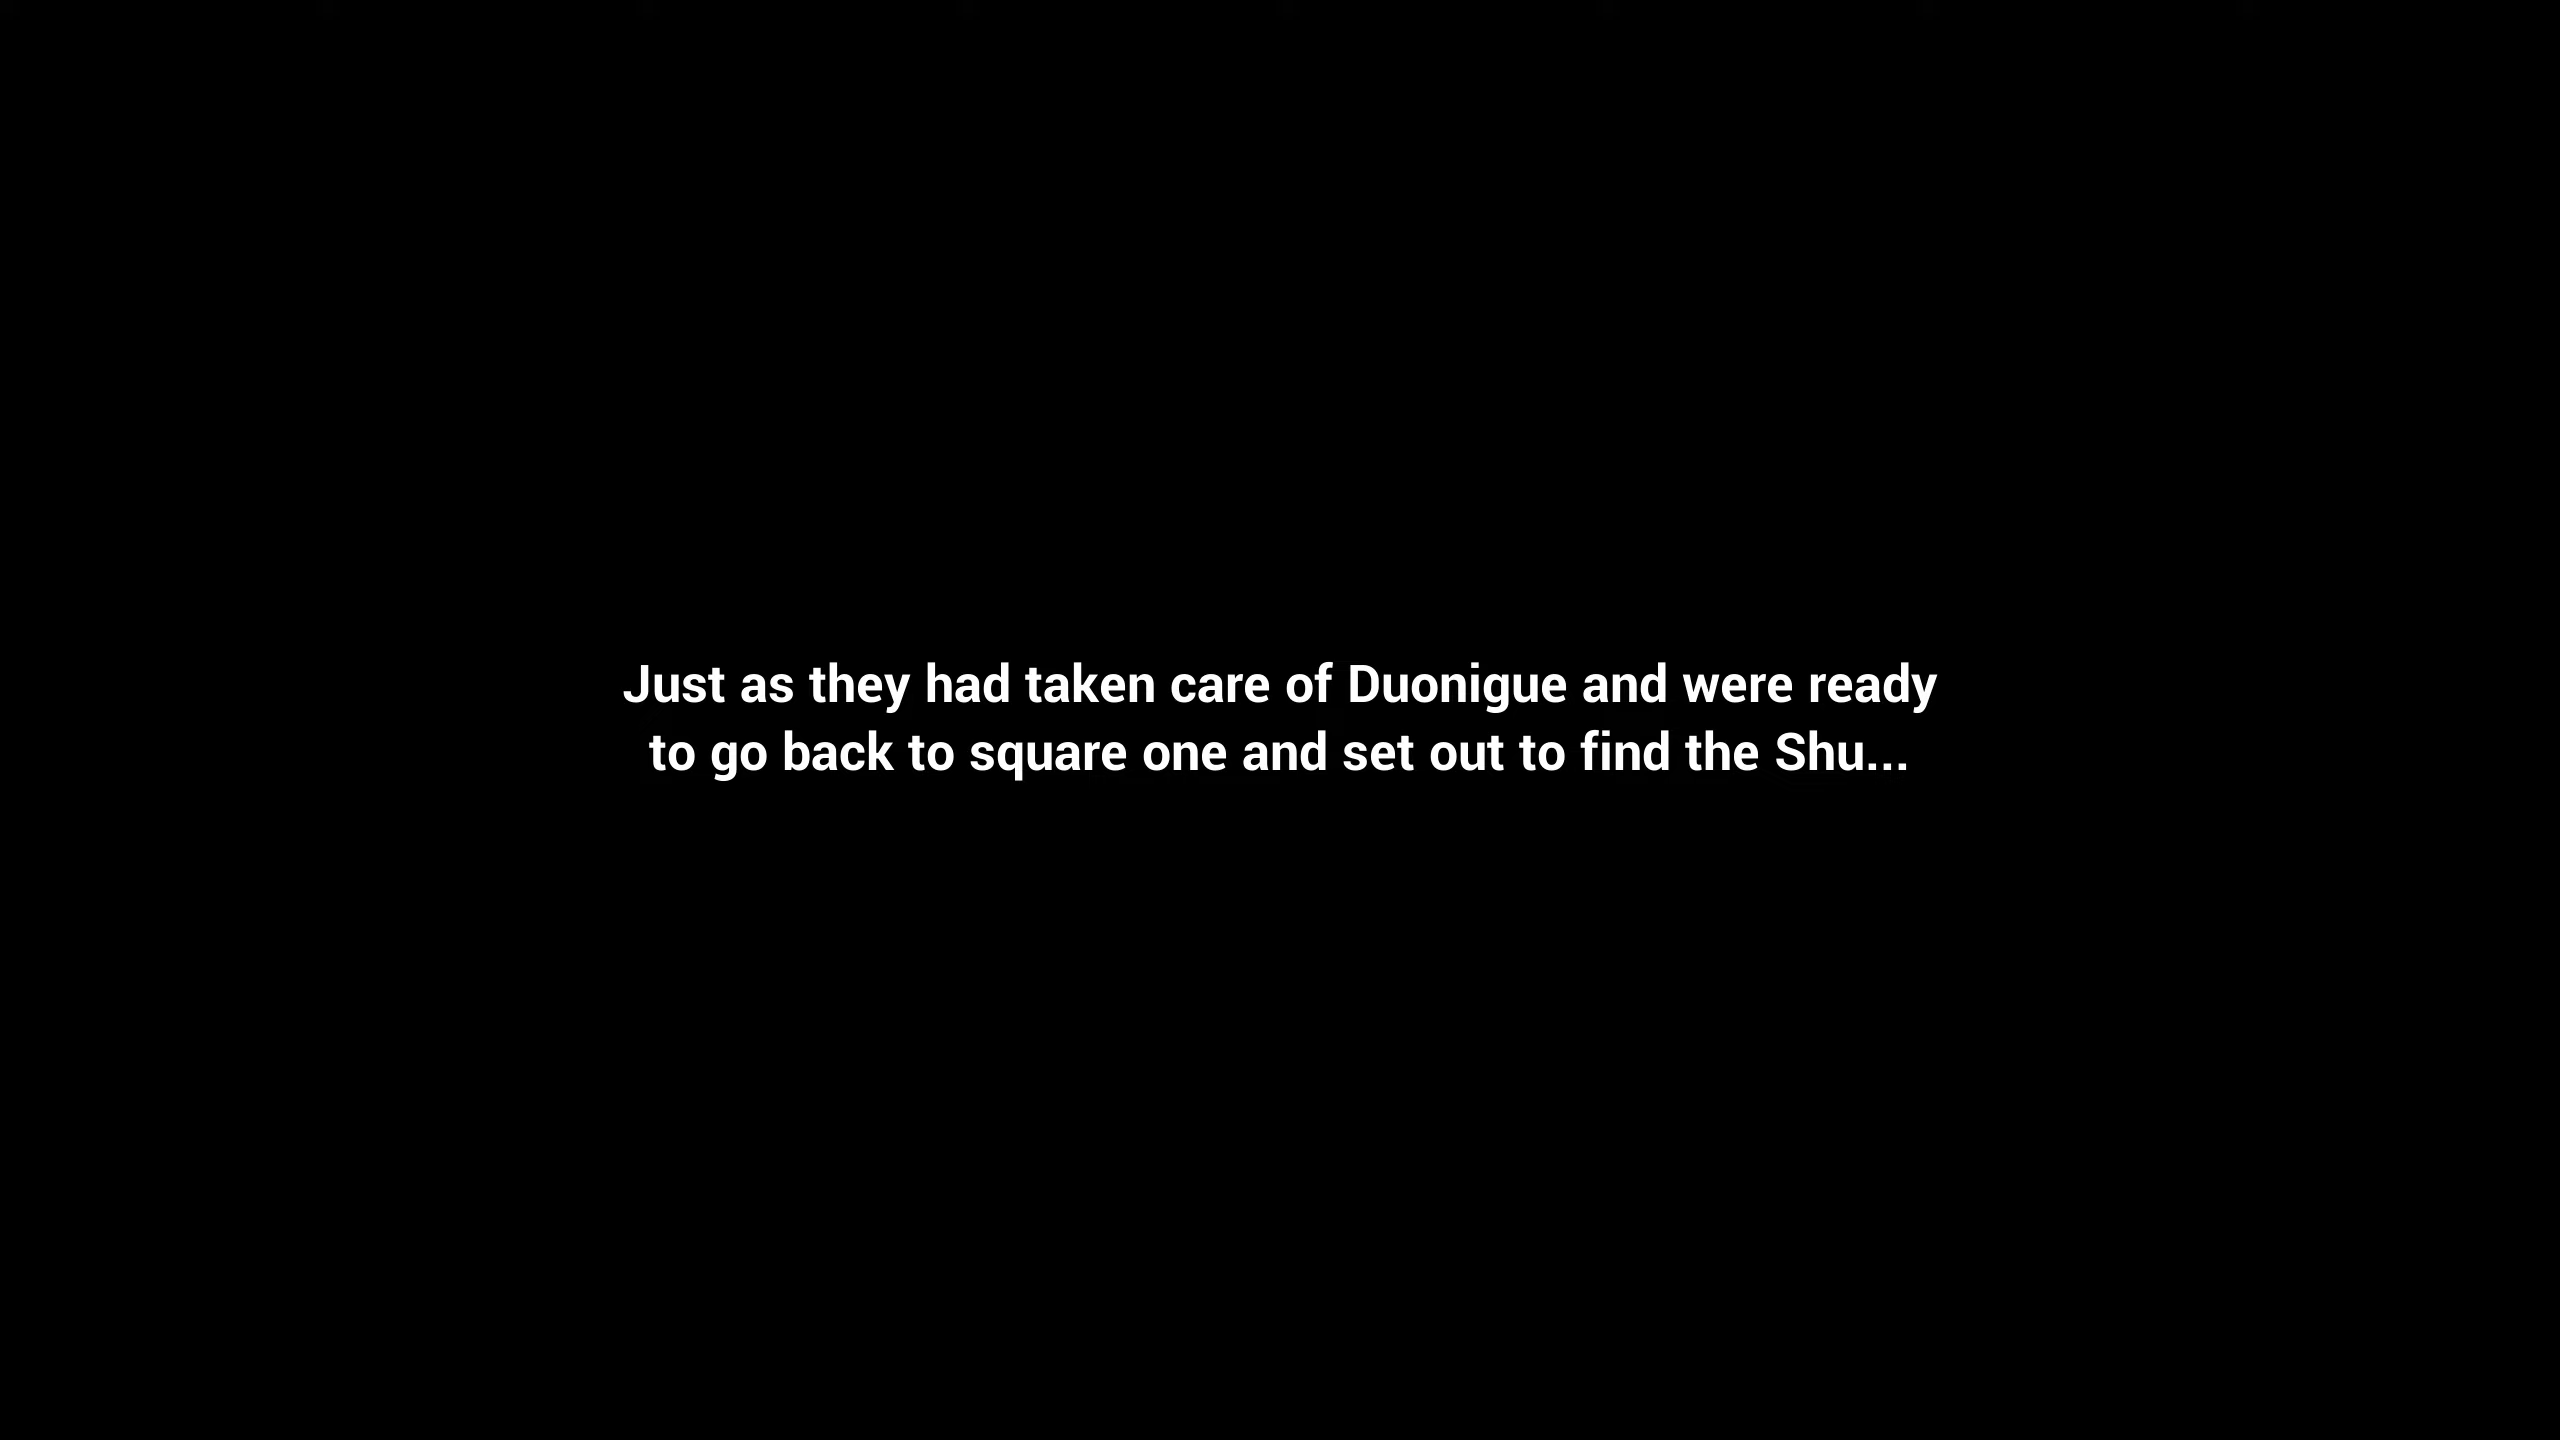 Just as they had taken care of Duonigue and were ready
to go back to square one and set out to find the Shu...